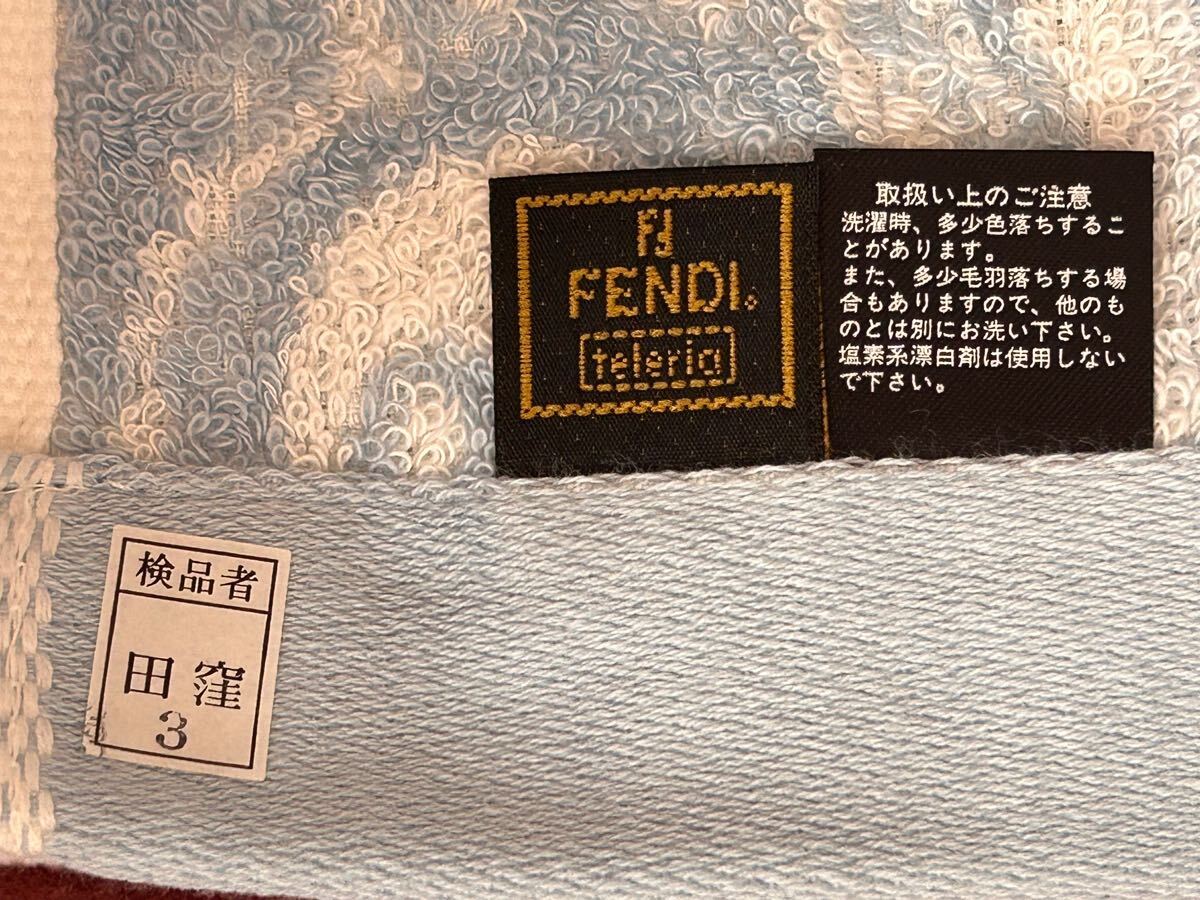 FF
FENDI.
teleria
取扱い上のご注意
洗濯時、多少色落ちするこ
とがあります。
また、多少毛羽落ちする場
合もありますので、他のも
のとは別にお洗い下さい。
塩素系漂白剤は使用しない
で下さい。
検品者
田窪
3